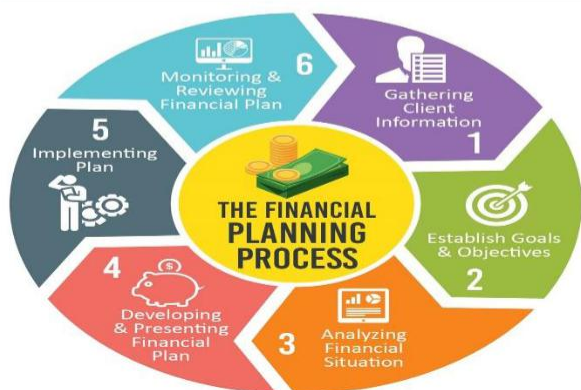 THE FINANCIAL
PLANNING
PROCESS
Gathering
Client
Information
1
Establish Goals
& Objectives
2
3
Analyzing
Financial
Situation
4
Developing
& Presenting
Financial
Plan
5
Implementing
Plan
6
Monitoring &
Reviewing
Financial Plan
$